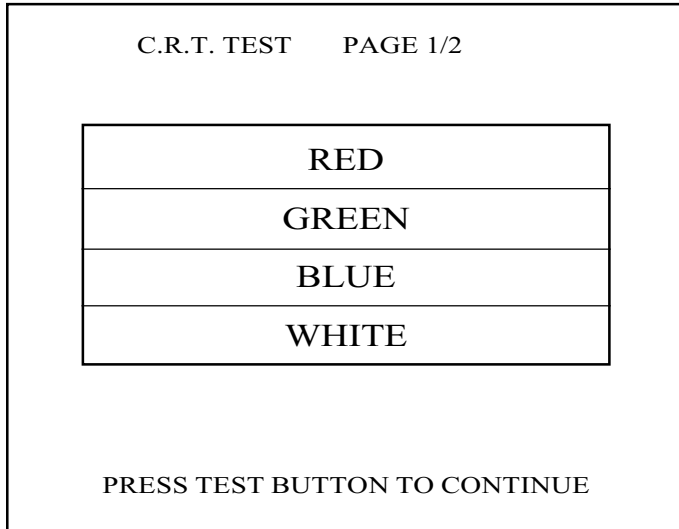 C.R.T. TEST PAGE 1/2
RED
GREEN
BLUE
WHITE
PRESS TEST BUTTON TO CONTINUE